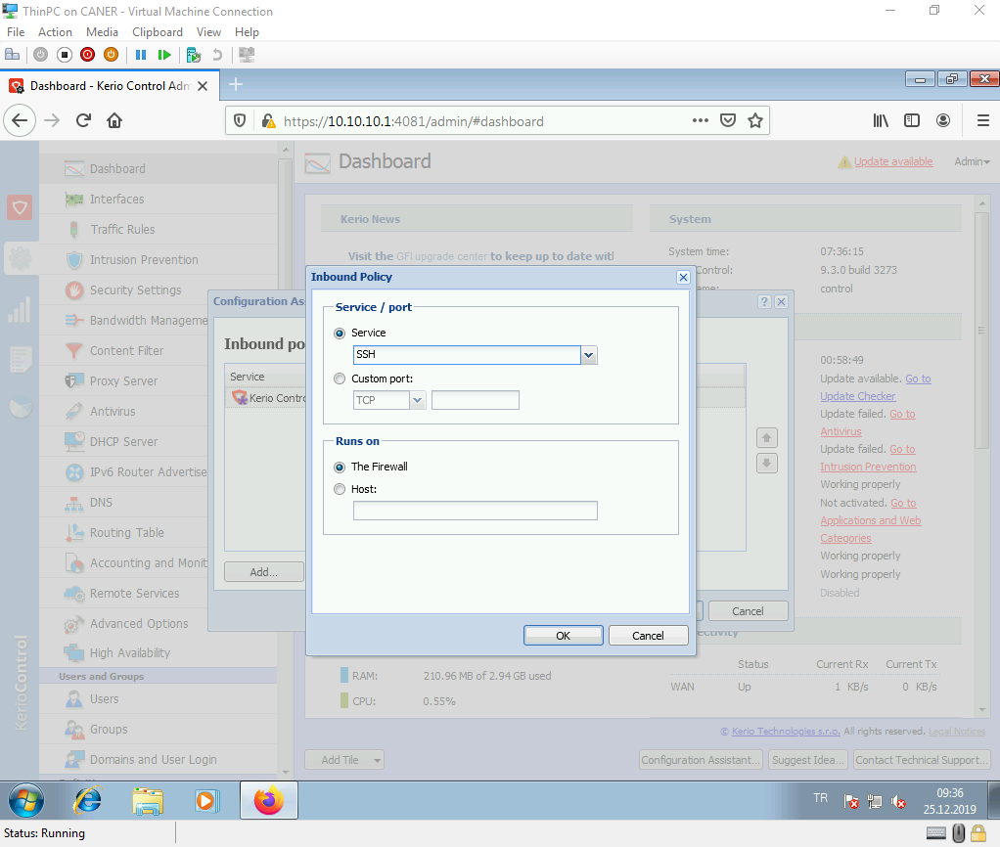 ThinPC on CANER - Virtual Machine Connection
File Action Media Clipboard View Help
Dashboard - Kerio Control Adm
https://10.10.10.1:4081/admin/#dashboard
Dashboard
Interfaces
Traffic Rules
Intrusion Prevention
Security Settings
Bandwidth Manageme
Content Filter
Proxy Server
Antivirus
DHCP Server
IPv6 Router Advertise
DNS
Routing Table
Accounting and Monit
Remote Services
Advanced Options
High Availability
Users and Groups
Users
Groups
Domains and User Login
KerioControl
Dashboard
Update available
Admin
Kerio News
Visit the GFI upgrade center to keep up to date with
System
System time: 07:36:15
Control: 9.3.0 build 3273
control
00:58:49
Update available. Go to
Update Checker
Update failed. Go to
Antivirus
Update failed. Go to
Intrusion Prevention
Working properly
Not activated. Go to
Applications and Web
Categories
Working properly
Working properly
Disabled
Configuration As
Inbound po
Service
Kerio Contro
Add...
Cancel
Inbound Policy
Service / port
Service
SSH
Custom port:
TCP
Runs on
The Firewall
Host:
OK
Cancel
RAM: 210.96 MB of 2.94 GB used
CPU: 0.55%
ectivity
Status Current Rx Current Tx
WAN Up 1 KB/s 0 KB/s
© Kerio Technologies s.r.o. All rights reserved. Legal Notices
Add Tile
Configuration Assistant...
Suggest Idea...
Contact Technical Support...
TR
09:36
25.12.2019
Status: Running